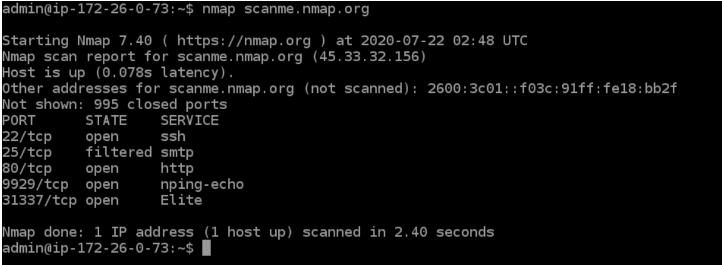 admin@ip-172-26-0-73:~$ nmap scanme.nmap.org
Starting Nmap 7.40 ( https://nmap.org ) at 2020-07-22 02:48 UTC
Nmap scan report for scanme.nmap.org (45.33.32.156)
Host is up (0.078s latency).
Other addresses for scanme.nmap.org (not scanned): 2600:3c01::f03c:91ff:fe18:bb2f
Not shown: 995 closed ports
PORT      STATE    SERVICE
22/tcp    open     ssh
25/tcp    filtered smtp
80/tcp    open     http
9929/tcp  open     nping-echo
31337/tcp open     Elite
Nmap done: 1 IP address (1 host up) scanned in 2.40 seconds
admin@ip-172-26-0-73:~$